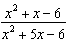 x² + x − 6
x² + 5x − 6